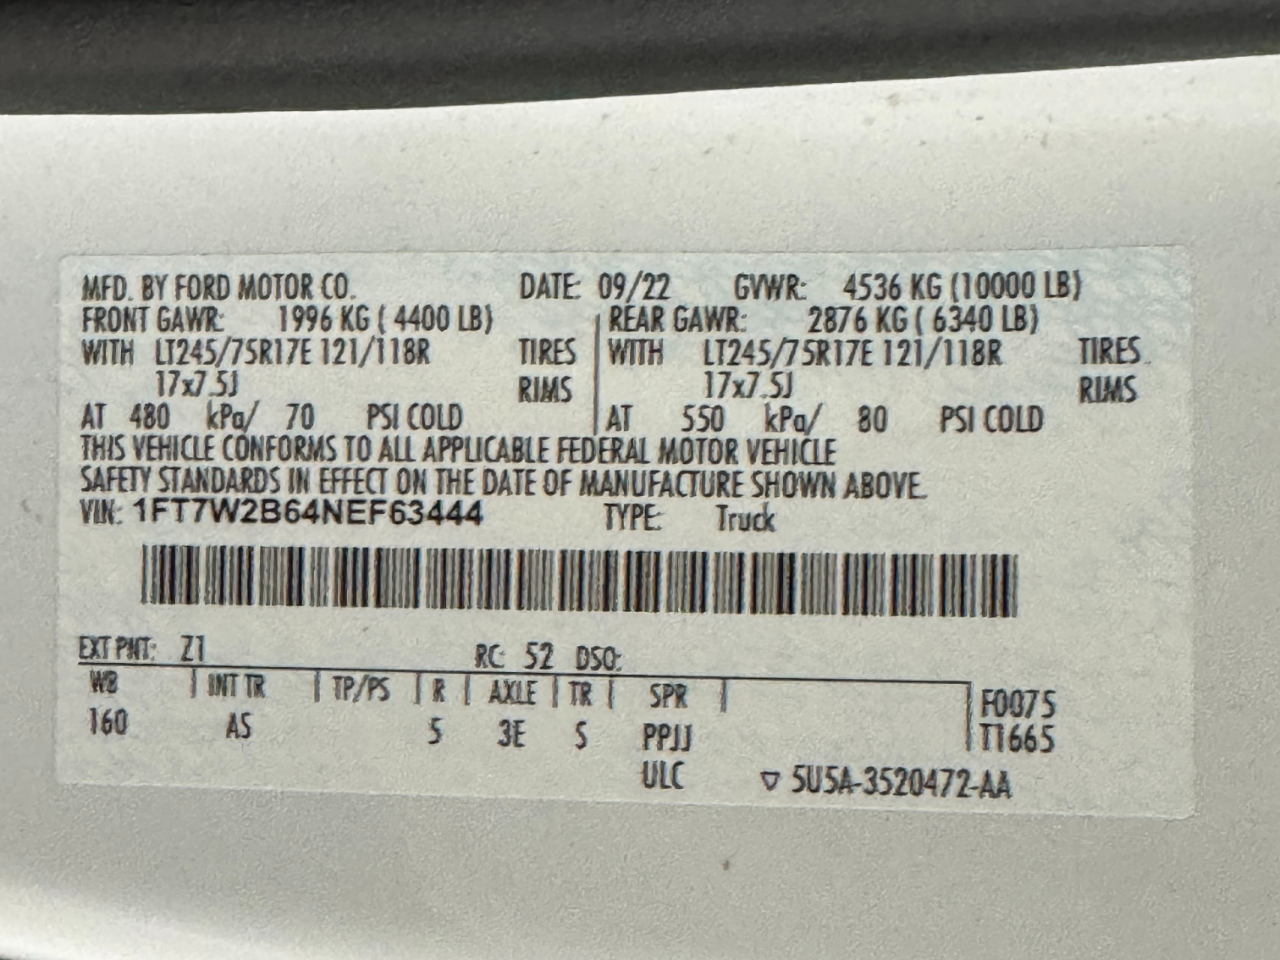 MFD. BY FORD MOTOR CO. DATE: 09/22 GVWR: 4536 KG (10000 LB)
FRONT GAWR: 1996 KG ( 4400 LB) REAR GAWR: 2876 KG ( 6340 LB)
WITH LT245/75R17E 121/118R TIRES WITH LT245/75R17E 121/118R TIRES
17x7.5J RIMS 17x7.5J RIMS
AT 480 kPa/ 70 PSI COLD AT 550 kPa/ 80 PSI COLD
THIS VEHICLE CONFORMS TO ALL APPLICABLE FEDERAL MOTOR VEHICLE
SAFETY STANDARDS IN EFFECT ON THE DATE OF MANUFACTURE SHOWN ABOVE.
VIN: 1FT7W2B64NEF63444 TYPE: Truck
EXT PNT: Z1 RC: 52 DSO:
WB INT TR TP/PS R AXLE TR SPR F0075
160 AS 5 3E S PPJJ T1665
ULC ▽ 5U5A-3520472-AA